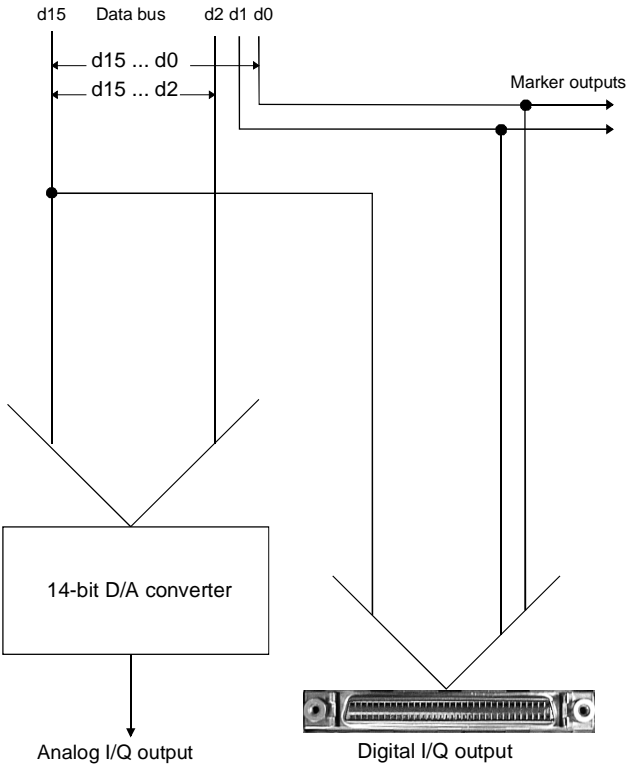 d15 Data bus d2 d1 d0
d15 ... d0
d15 ... d2
Marker outputs
14-bit D/A converter
Analog I/Q output
Digital I/Q output